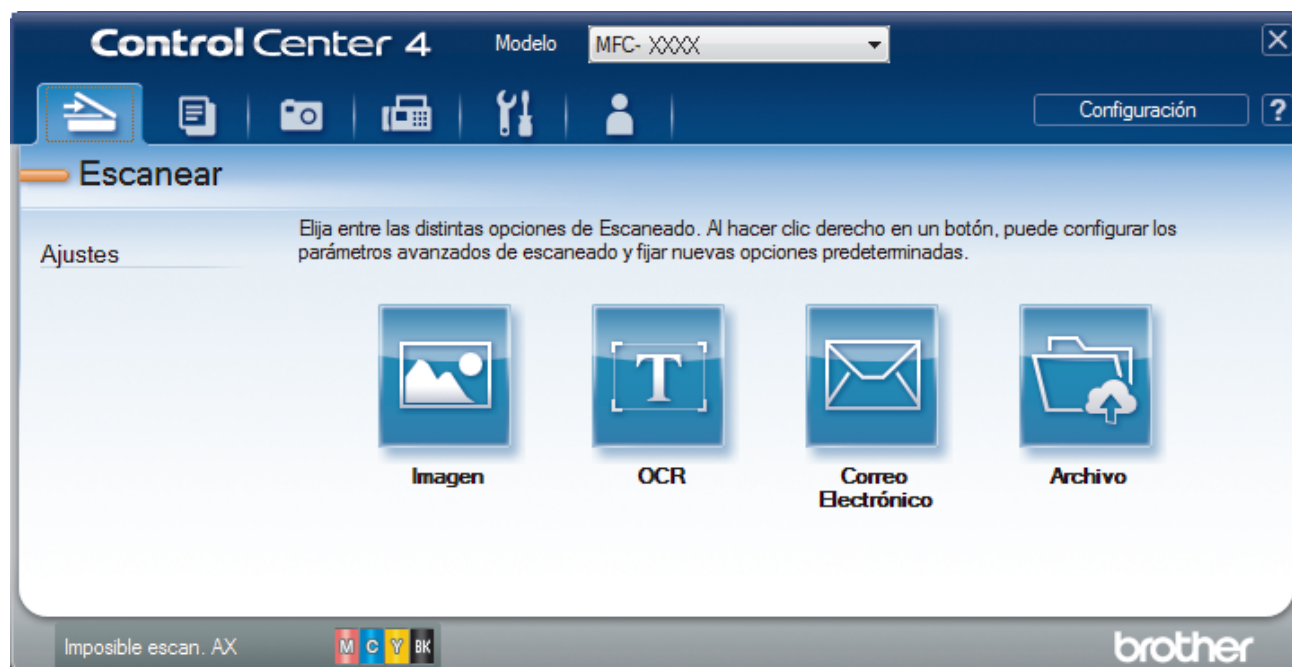 Control Center 4
Modelo
MFC- XXXX
Configuración
?
Escanear
Ajustes
Elija entre las distintas opciones de Escaneado. Al hacer clic derecho en un botón, puede configurar los
parámetros avanzados de escaneado y fijar nuevas opciones predeterminadas.
T
Imagen
OCR
Correo
Electrónico
Archivo
Imposible escan. AX
M C Y BK
brother